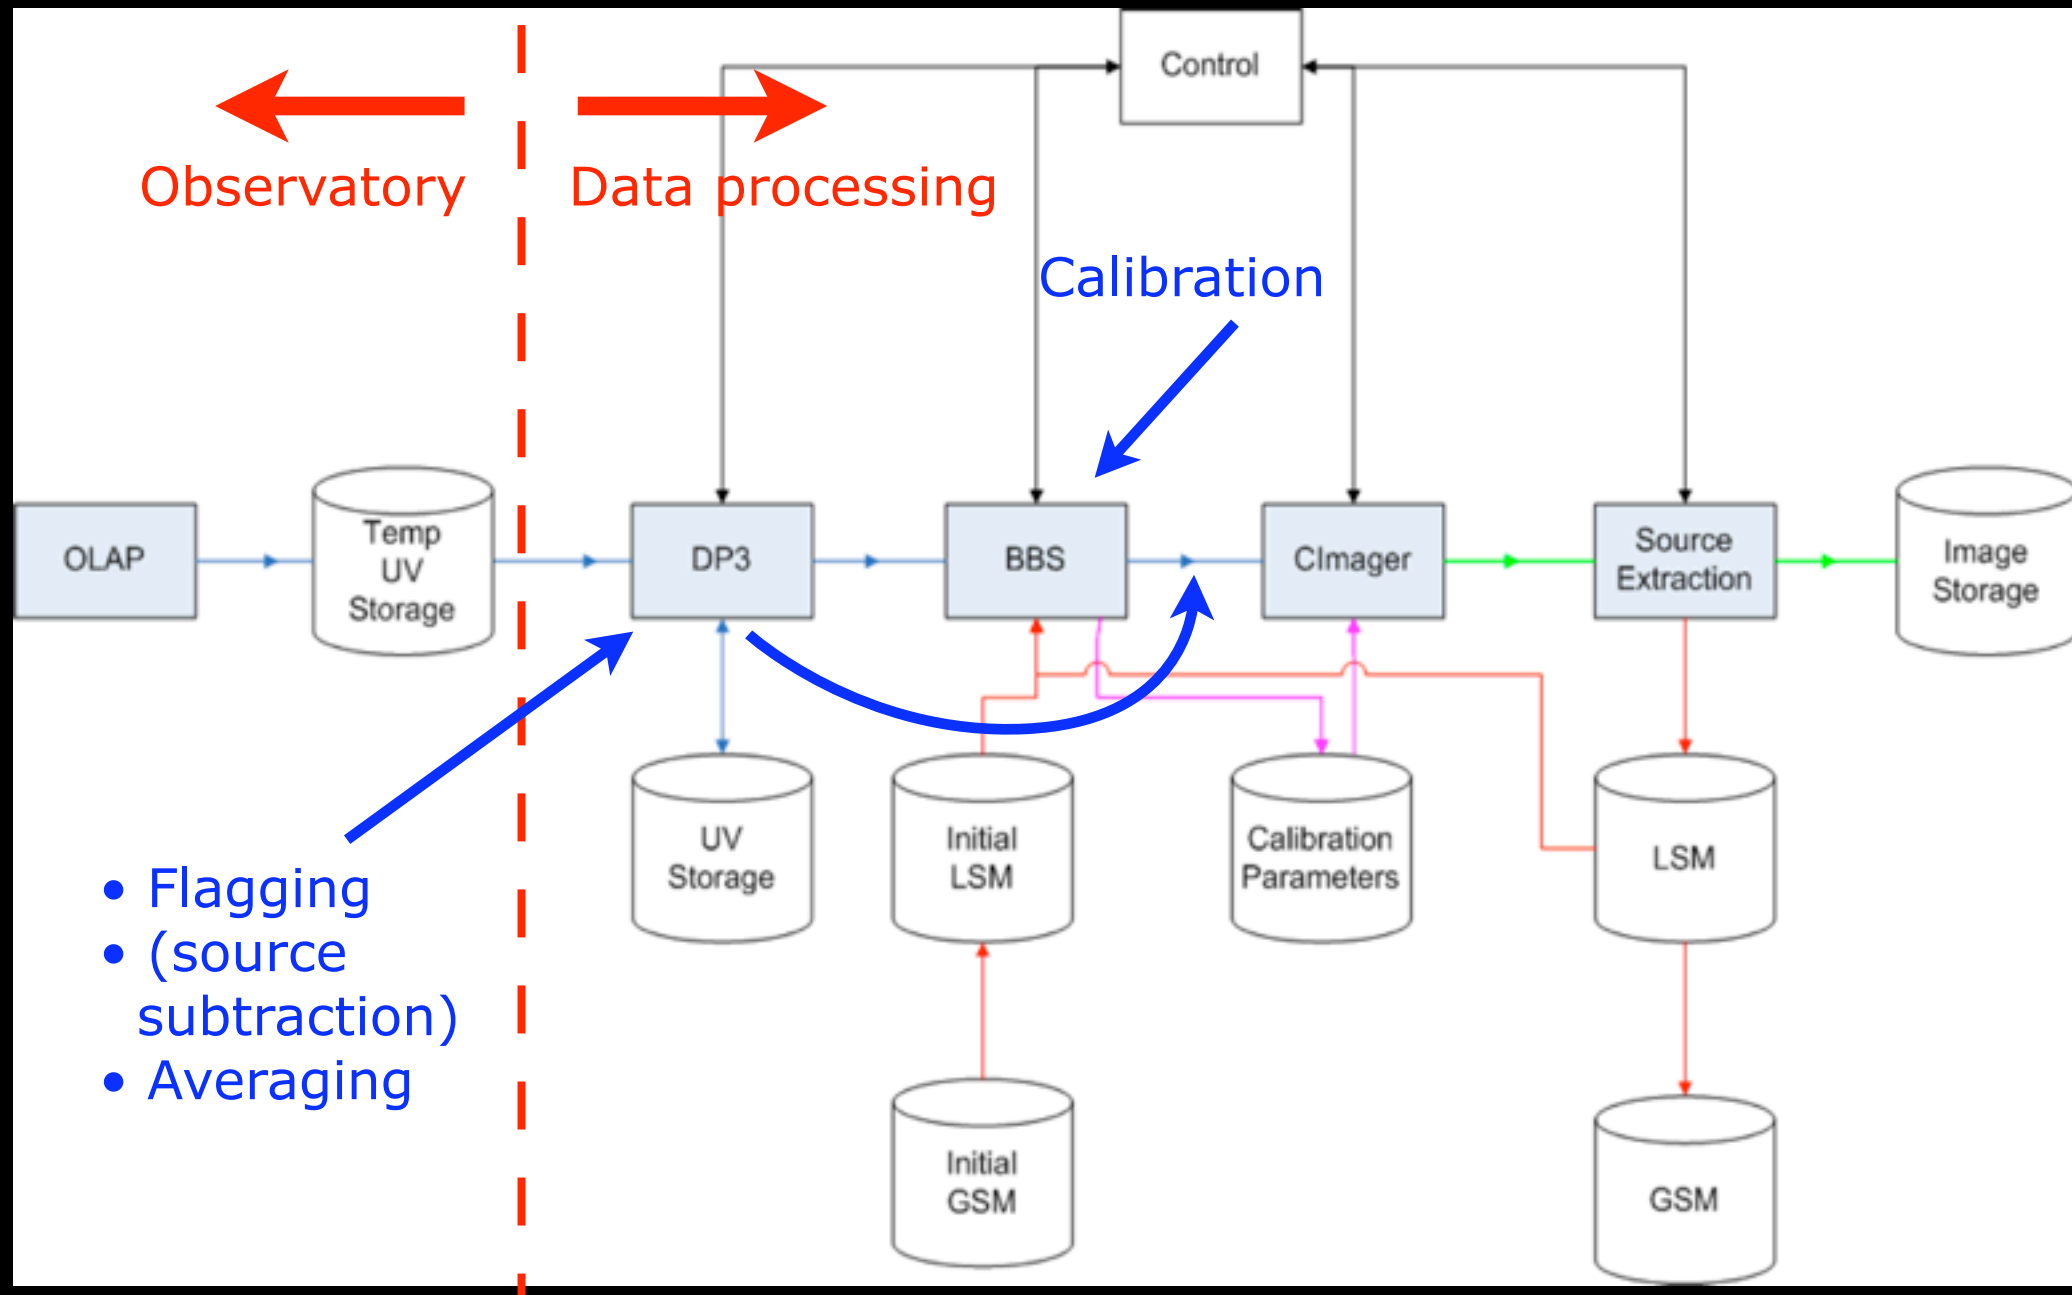 Control
Observatory
Data processing
Calibration
OLAP
Temp
UV
Storage
DP3
BBS
CImager
Source
Extraction
Image
Storage
UV
Storage
Initial
LSM
Calibration
Parameters
LSM
• Flagging
• (source
subtraction)
• Averaging
Initial
GSM
GSM